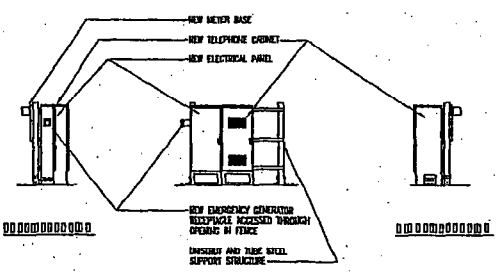 NEW METER BASE
NEW TELEPHONE CABINET
NEW ELECTRICAL PANEL
NEW EMERGENCY GENERATOR
RECEPTACLE ACCESSED THROUGH
OPENING IN FENCE
UNISTRUT AND TUBE STEEL
SUPPORT STRUCTURE